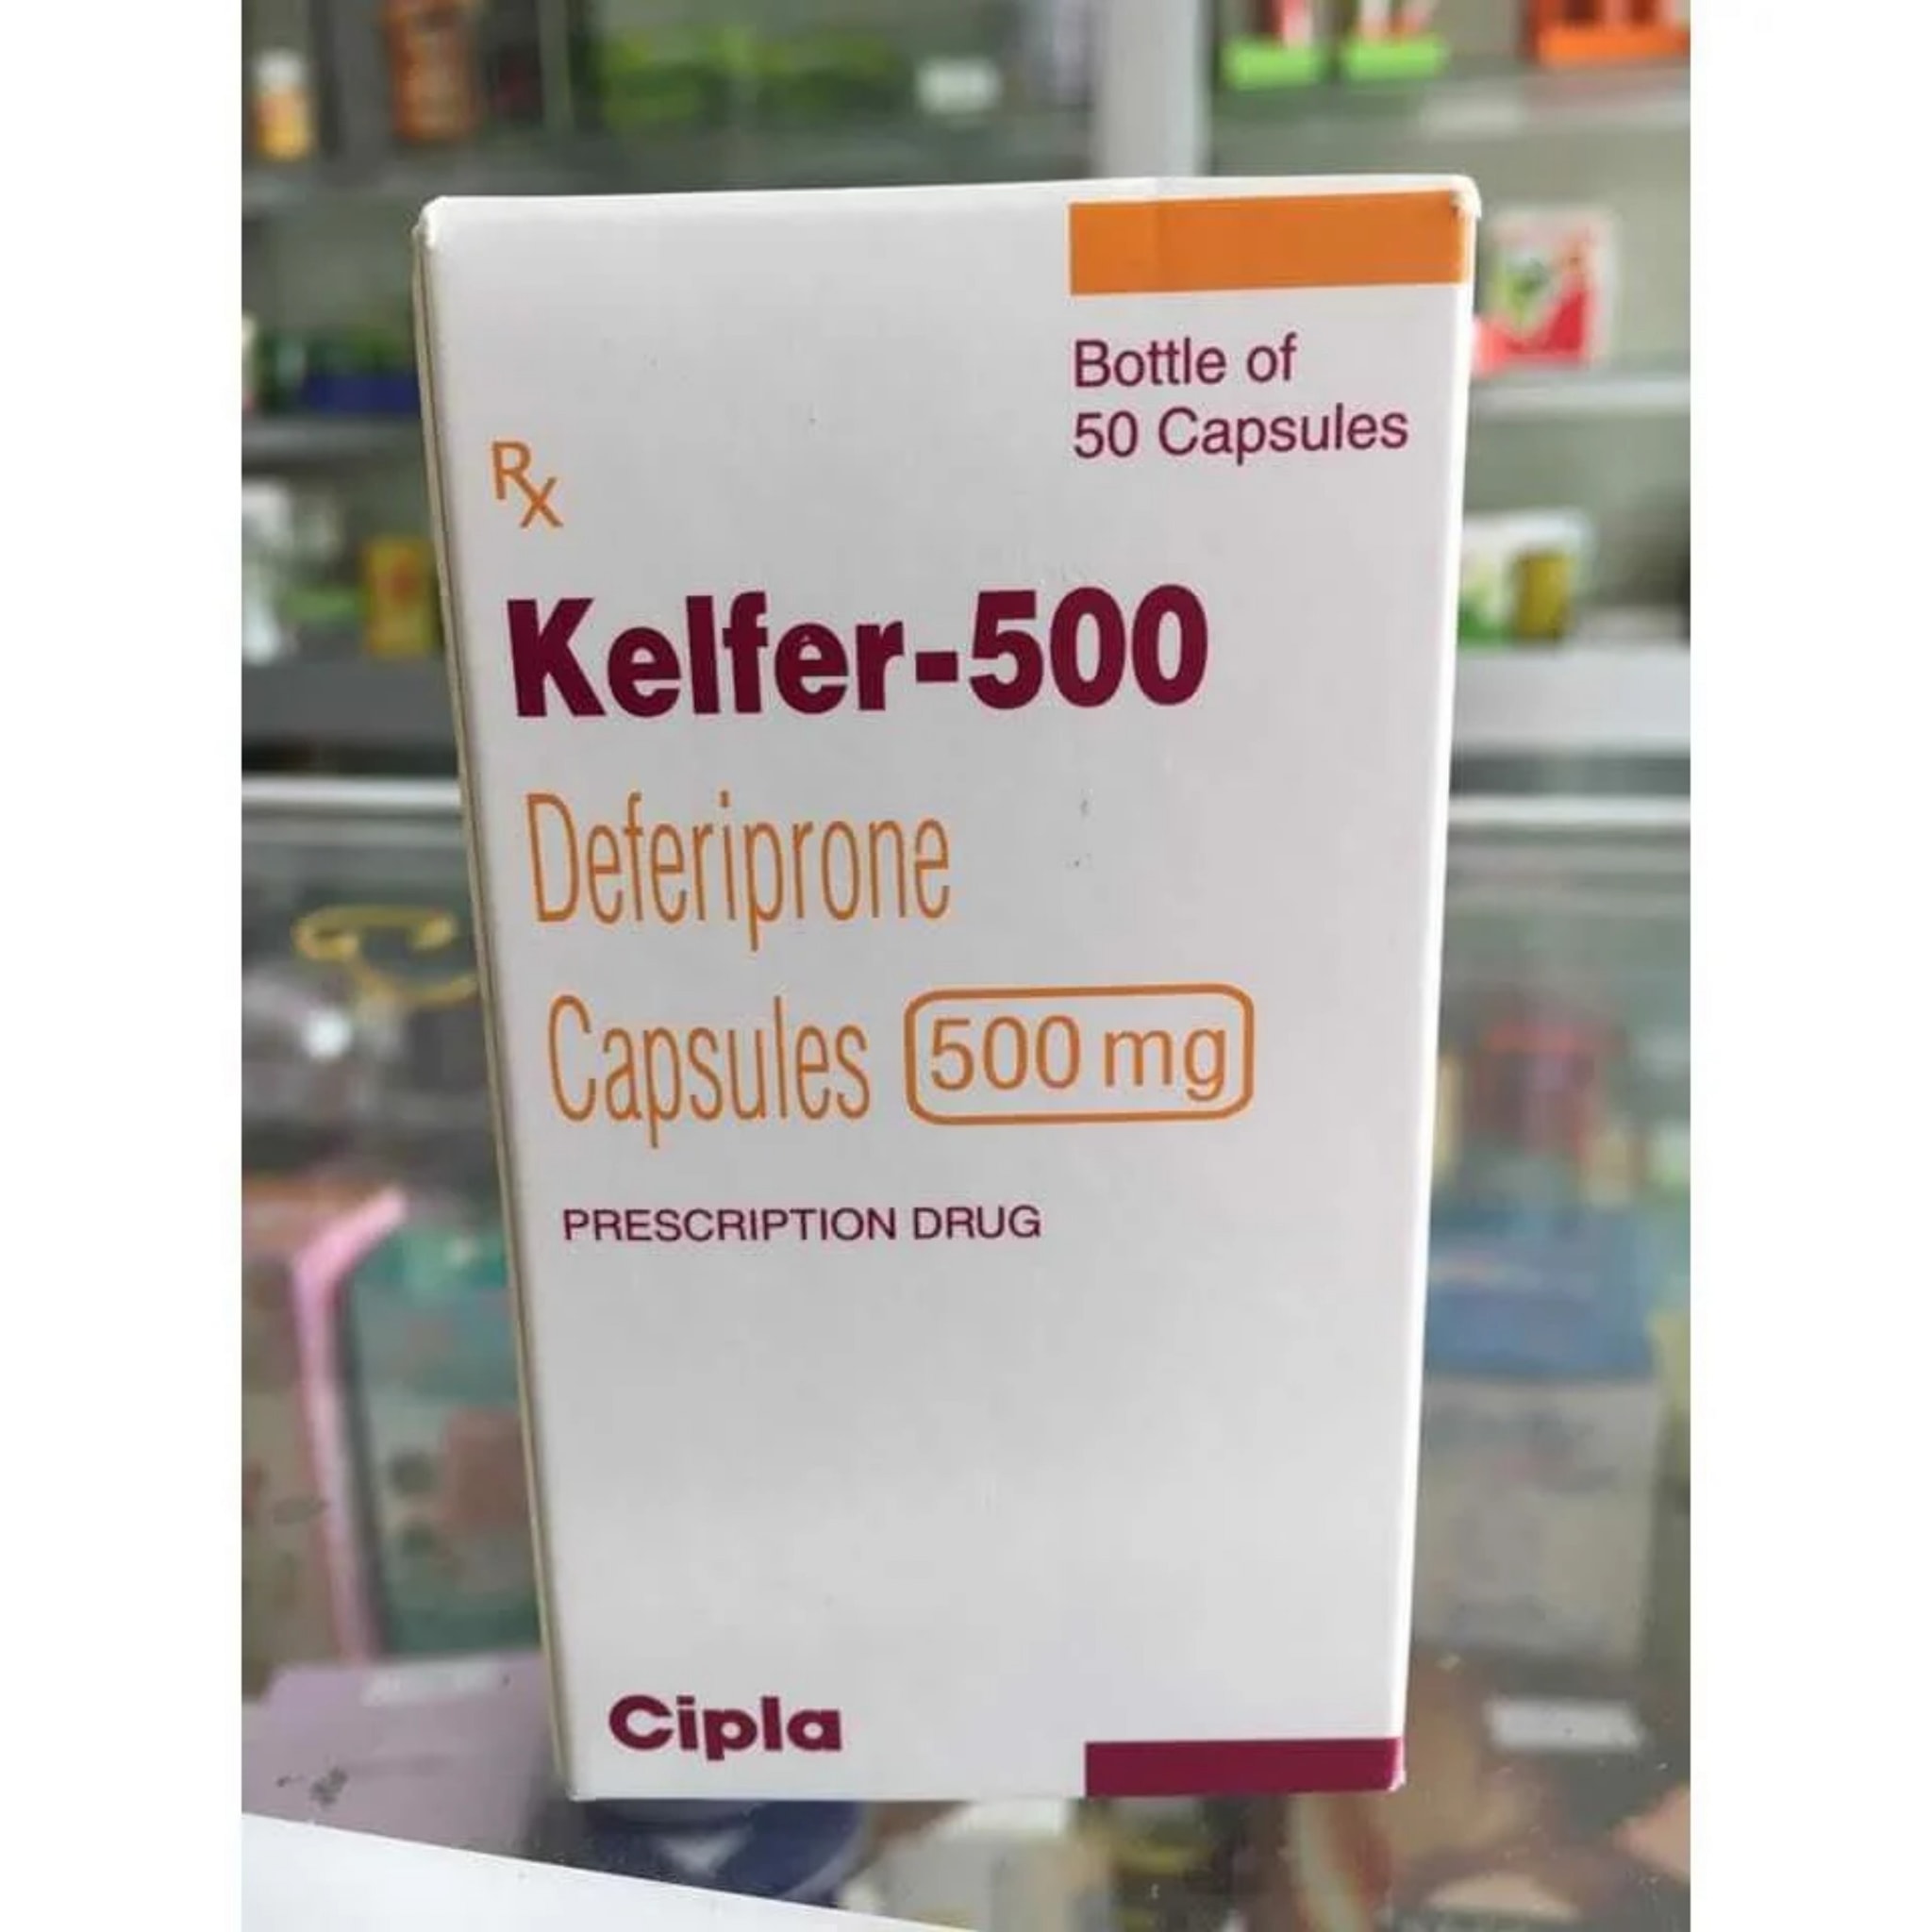 Bottle of
50 Capsules
Rx
Kelfer-500
Deferiprone
Capsules 500 mg
PRESCRIPTION DRUG
Cipla